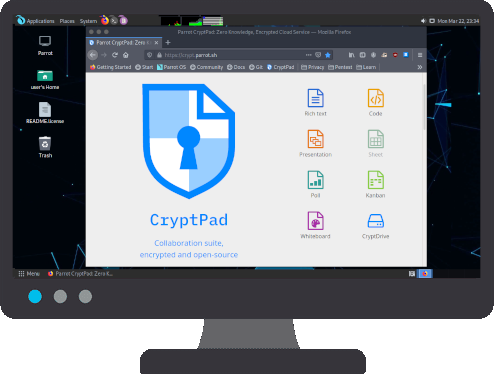 Applications Places System
Mon Mar 22, 23:34
Parrot CryptPad: Zero Knowledge, Encrypted Cloud Service — Mozilla Firefox
Parrot CryptPad: Zero K
https://crypt.parrot.sh
Getting Started Start Parrot OS Community Docs Git CryptPad Privacy Pentest Learn
Parrot
user's Home
README.license
Trash
Rich text
Code
Presentation
Sheet
Poll
Kanban
Whiteboard
CryptDrive
CryptPad
Collaboration suite,
encrypted and open-source
Menu
Parrot CryptPad: Zero K...